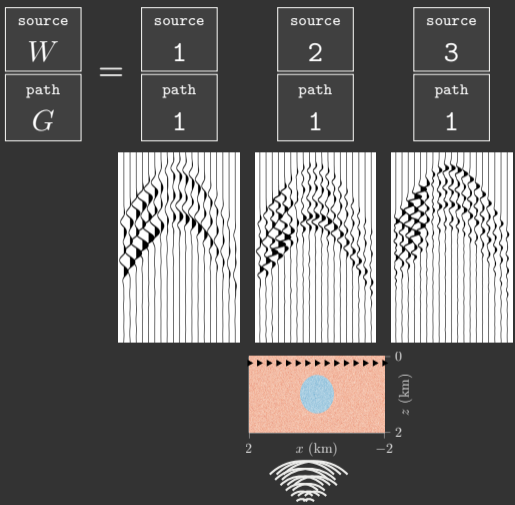 source source source source
W = 1 2 3
path path path path
G 1 1 1
0
z (km)
2
2 x (km) −2